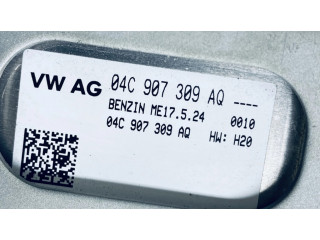 VW AG 04C 907 309 AQ ----
BENZIN ME17.5.24 0010
04C 907 309 AQ HW: H20